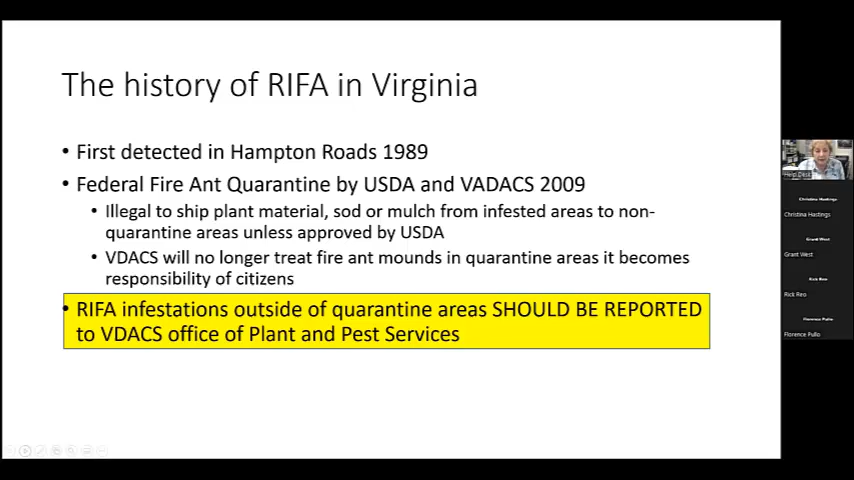 The history of RIFA in Virginia
• First detected in Hampton Roads 1989
• Federal Fire Ant Quarantine by USDA and VADACS 2009
• Illegal to ship plant material, sod or mulch from infested areas to non-
quarantine areas unless approved by USDA
• VDACS will no longer treat fire ant mounds in quarantine areas it becomes
responsibility of citizens
• RIFA infestations outside of quarantine areas SHOULD BE REPORTED
to VDACS office of Plant and Pest Services
Help Desk
Christina Hastings
Christina Hastings
Grant West
Grant West
Rick Reo
Rick Reo
Florence Pullo
Florence Pullo